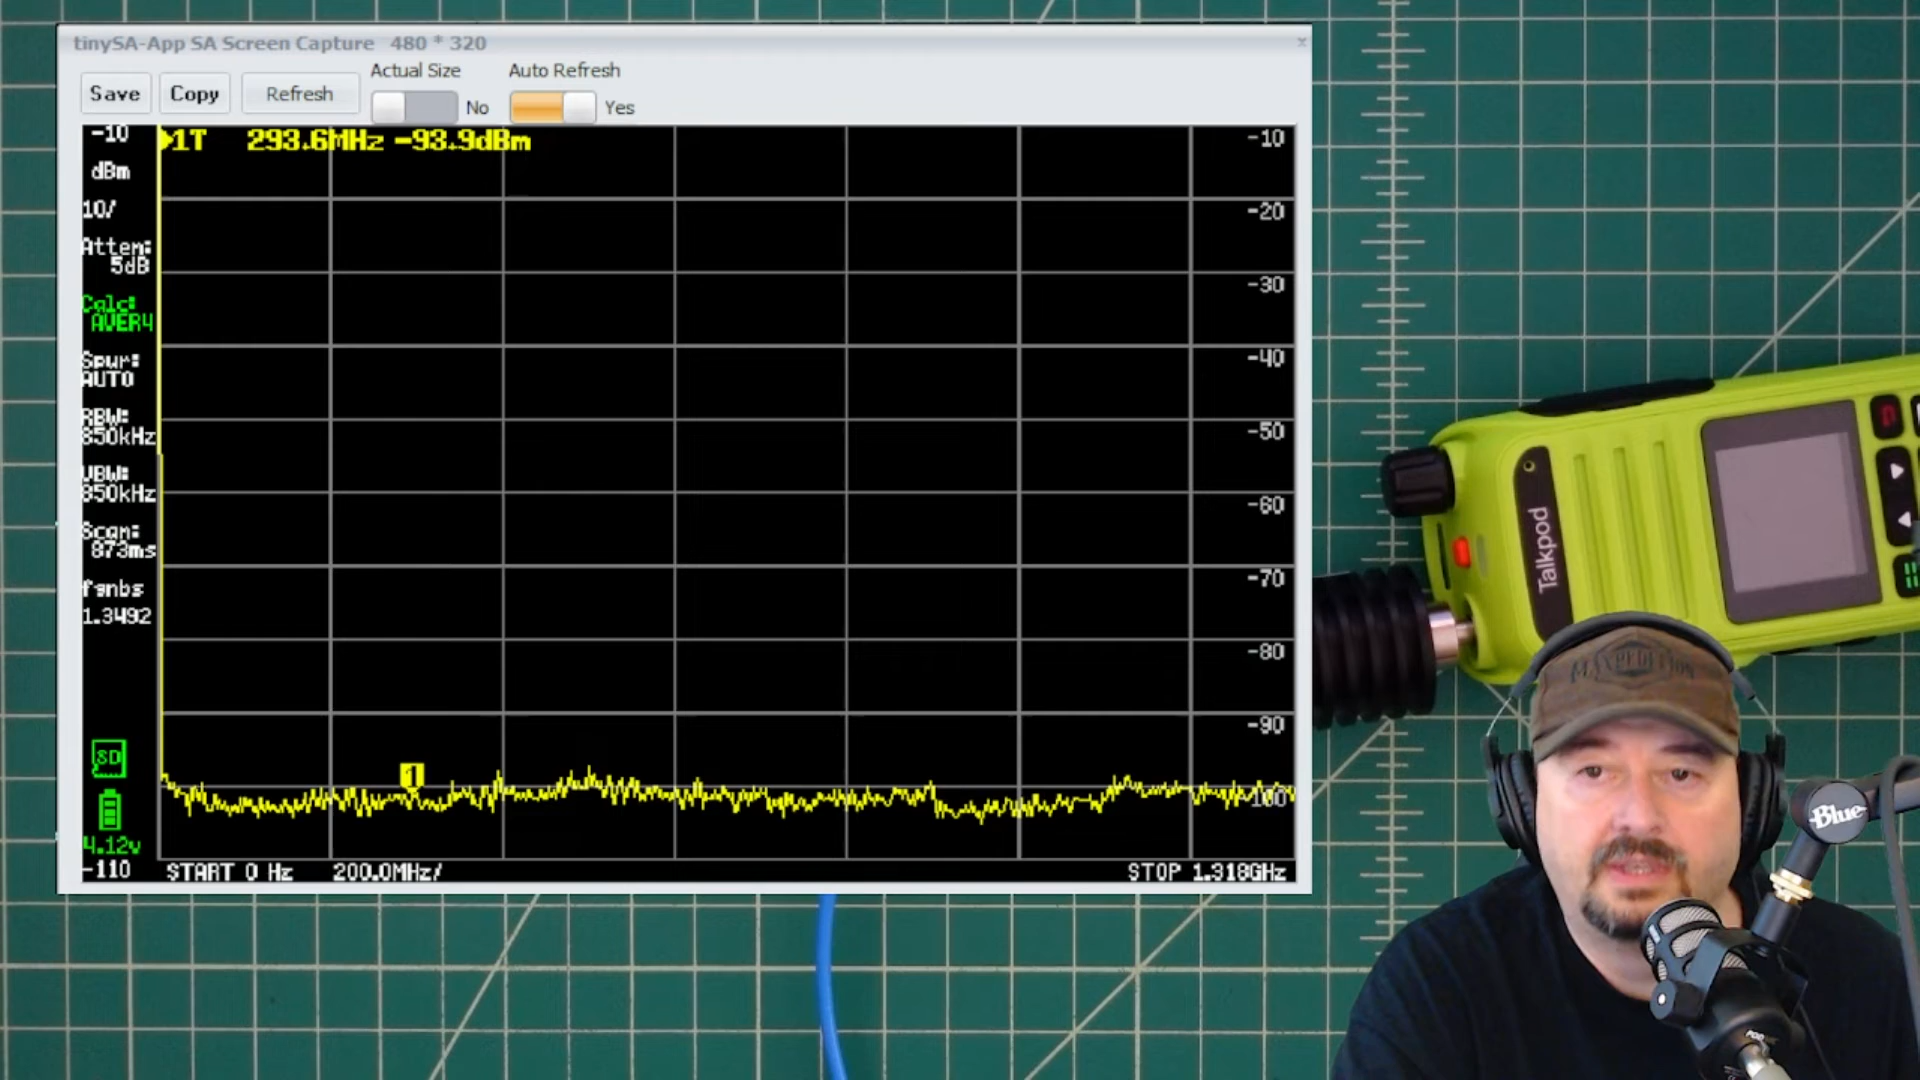 tinySA-App SA Screen Capture 480 * 320
x
Save
Copy
Refresh
Actual Size
No
Auto Refresh
Yes
-10
dBm
10/
Atten:
5dB
Calc:
AVER4
Spur:
AUTO
RBW:
850kHz
VBW:
850kHz
Scan:
873ms
fgnbs
1.3492
SD
4.12v
-110
1T 293.6MHz -93.9dBm
-10
-20
-30
-40
-50
-60
-70
-80
-90
-100
1
START 0 Hz 200.0MHz/ STOP 1.318GHz
Talkpod
MAXPEDITION
Blue